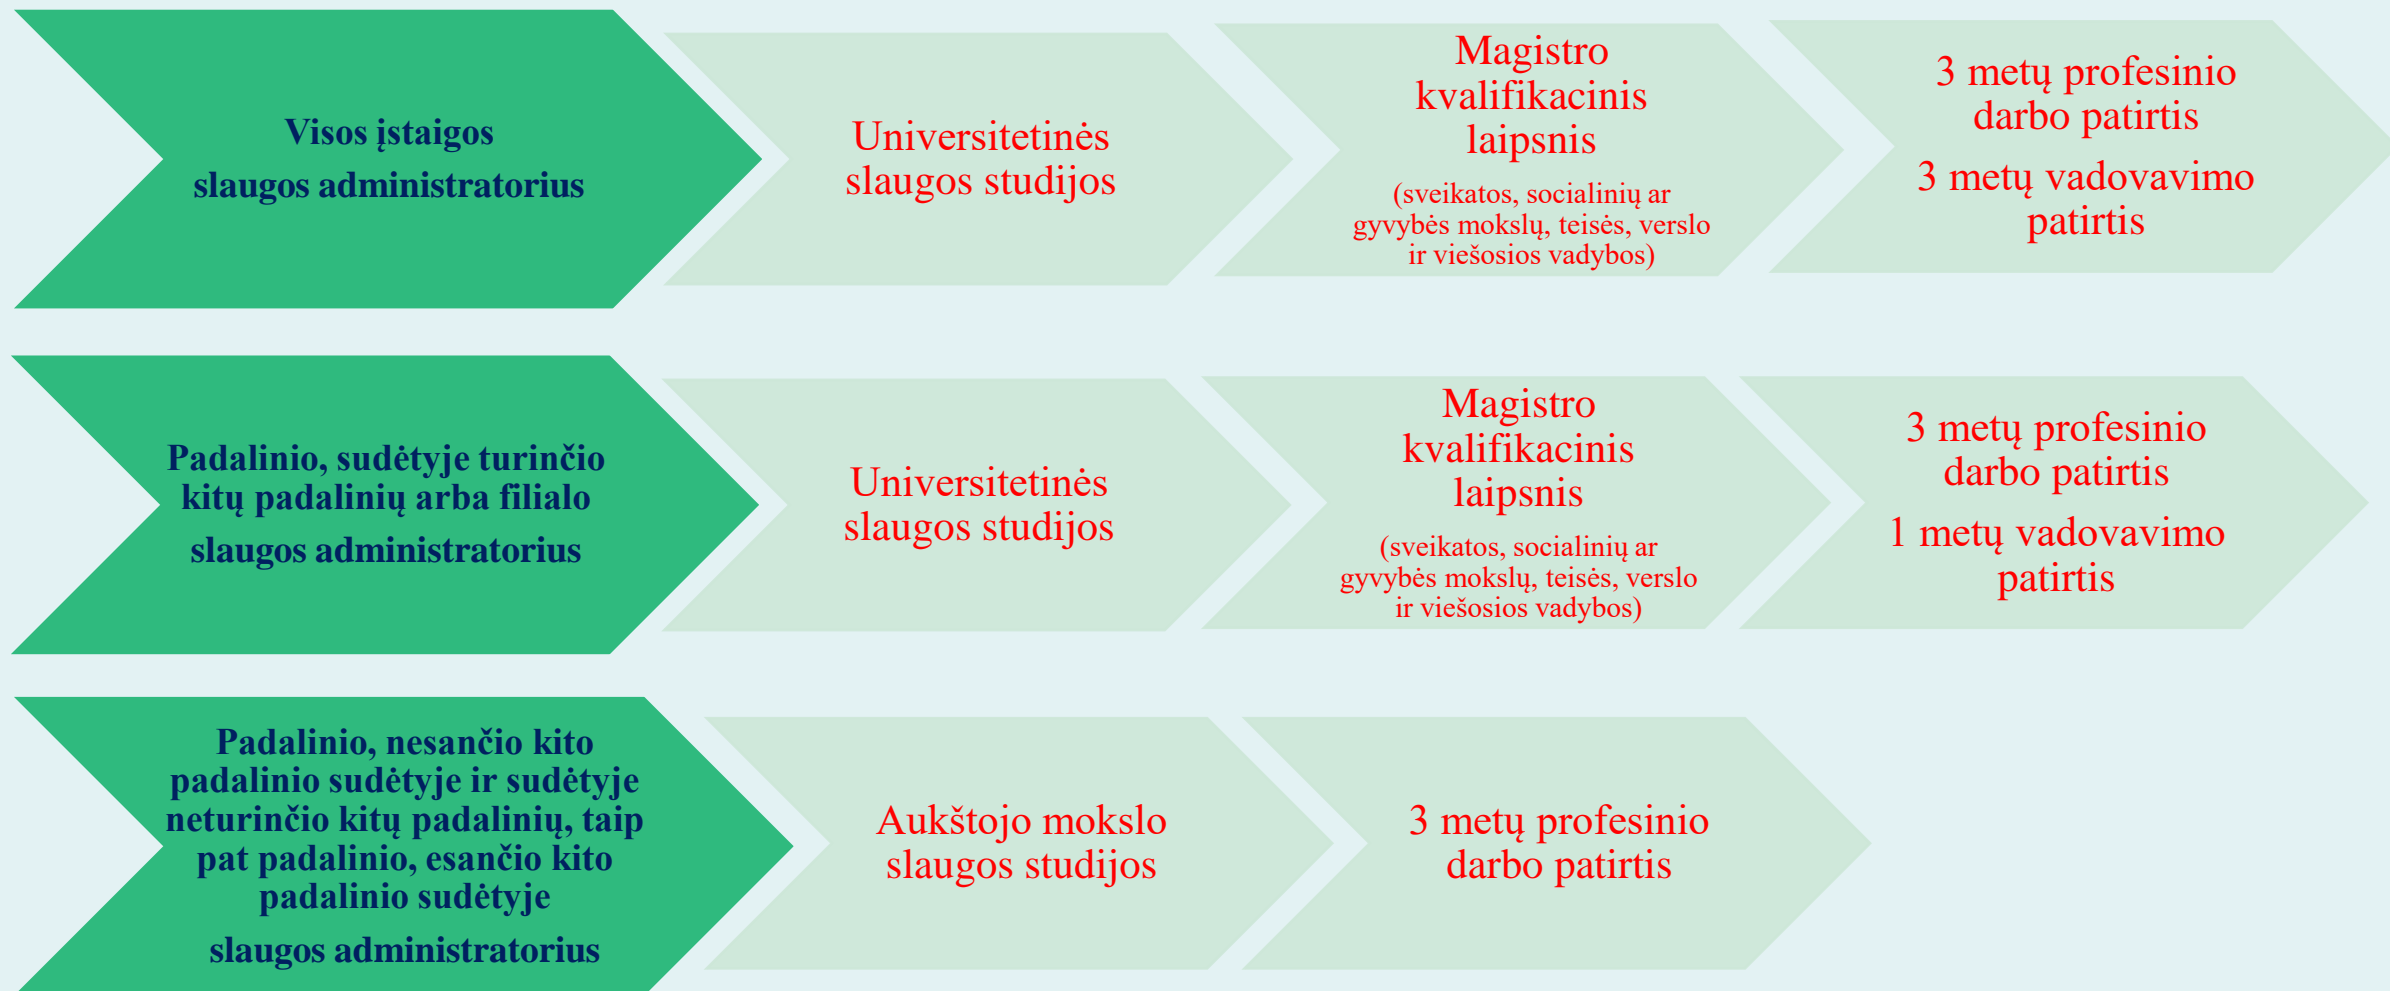 Visos įstaigos
slaugos administratorius
Universitetinės
slaugos studijos
Magistro
kvalifikacinis
laipsnis
(sveikatos, socialinių ar
gyvybės mokslų, teisės, verslo
ir viešosios vadybos)
3 metų profesinio
darbo patirtis
3 metų vadovavimo
patirtis
Padalinio, sudėtyje turinčio
kitų padalinių arba filialo
slaugos administratorius
Universitetinės
slaugos studijos
Magistro
kvalifikacinis
laipsnis
(sveikatos, socialinių ar
gyvybės mokslų, teisės, verslo
ir viešosios vadybos)
3 metų profesinio
darbo patirtis
1 metų vadovavimo
patirtis
Padalinio, nesančio kito
padalinio sudėtyje ir sudėtyje
neturinčio kitų padalinių, taip
pat padalinio, esančio kito
padalinio sudėtyje
slaugos administratorius
Aukštojo mokslo
slaugos studijos
3 metų profesinio
darbo patirtis